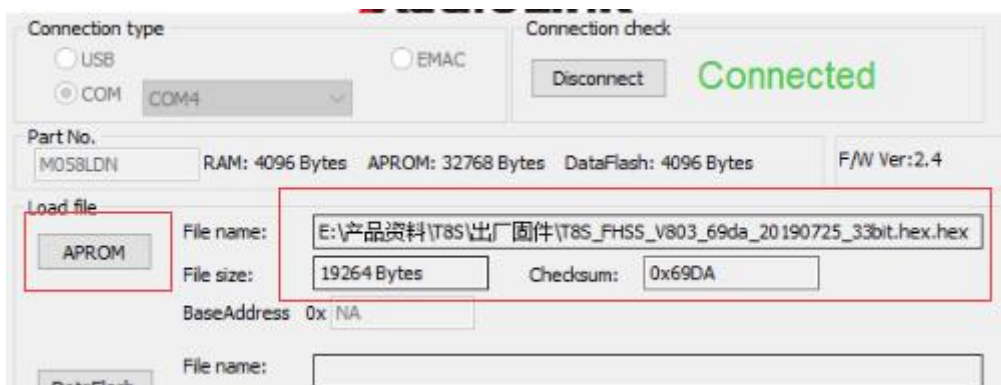 Connection type
USB
EMAC
COM
COM4
Connection check
Disconnect
Connected
Part No.
M058LDN
RAM: 4096 Bytes APROM: 32768 Bytes DataFlash: 4096 Bytes
F/W Ver:2.4
Load file
APROM
File name:
E:\产品资料\T8S\出厂固件\T8S_FHSS_V803_69da_20190725_33bit.hex.hex
File size:
19264 Bytes
Checksum:
0x69DA
BaseAddress 0x NA
File name:
DataFlash